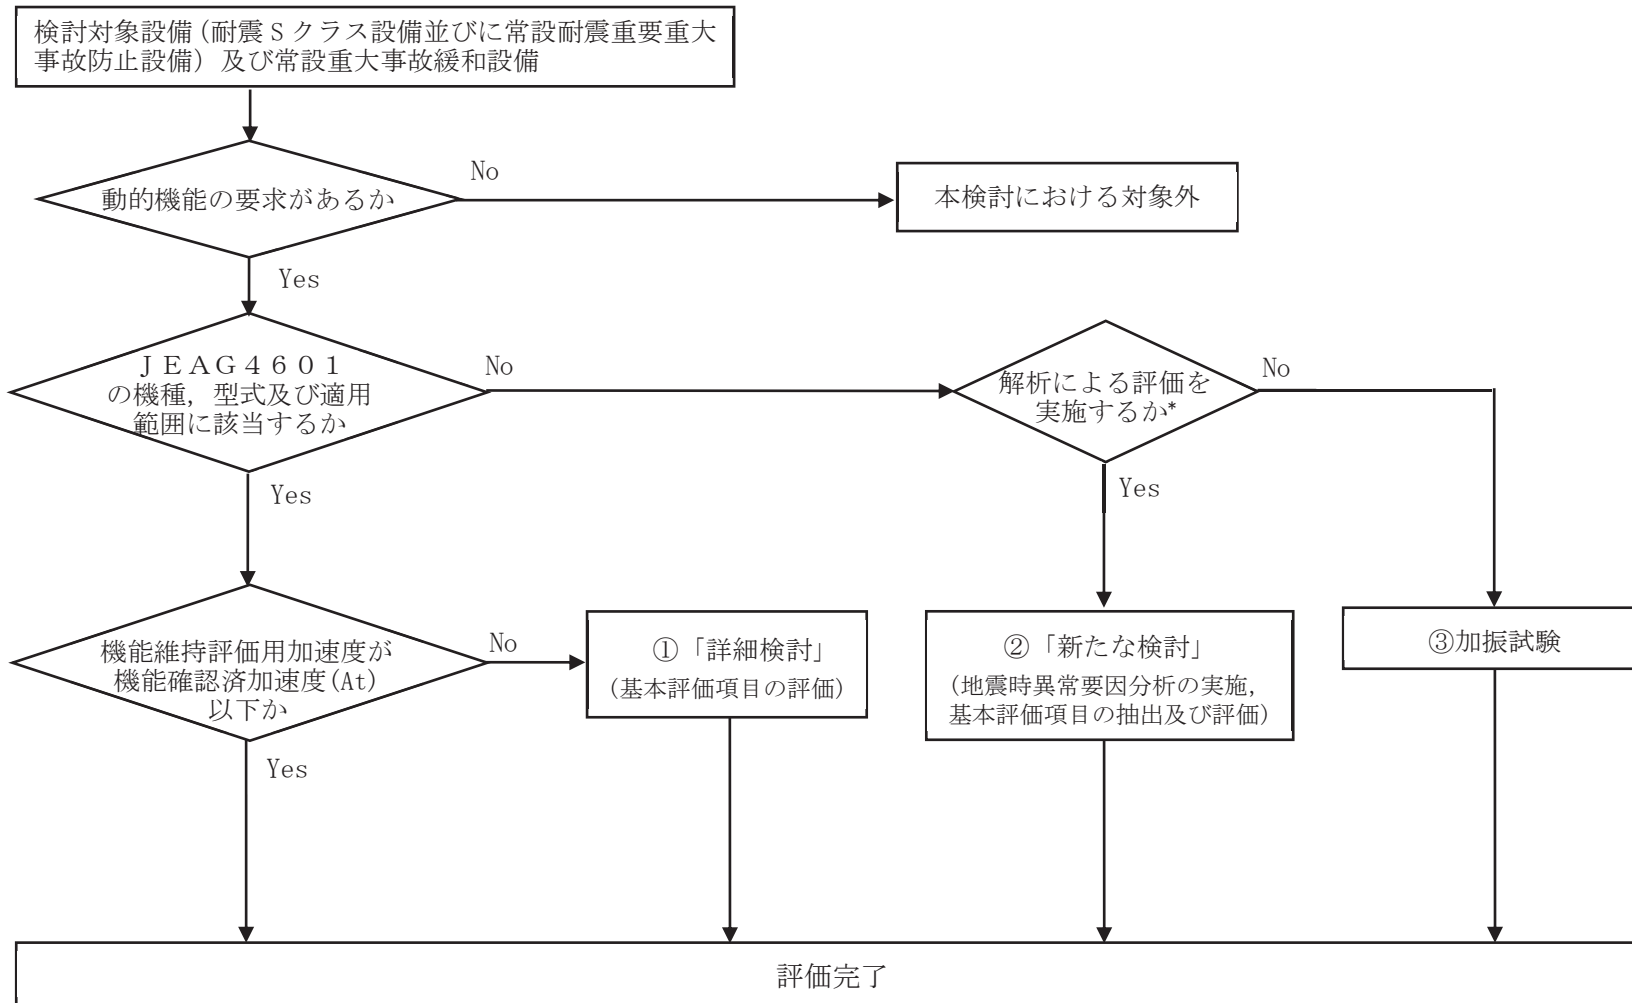 検討対象設備(耐震Sクラス設備並びに常設耐震重要重大
事故防止設備)及び常設重大事故緩和設備
動的機能の要求があるか
No
本検討における対象外
Yes
JEAG4601
の機種,型式及び適用
範囲に該当するか
No
解析による評価を
実施するか*
No
Yes
Yes
機能維持評価用加速度が
機能確認済加速度(At)
以下か
No
①「詳細検討」
(基本評価項目の評価)
②「新たな検討」
(地震時異常要因分析の実施,
基本評価項目の抽出及び評価)
③加振試験
Yes
評価完了